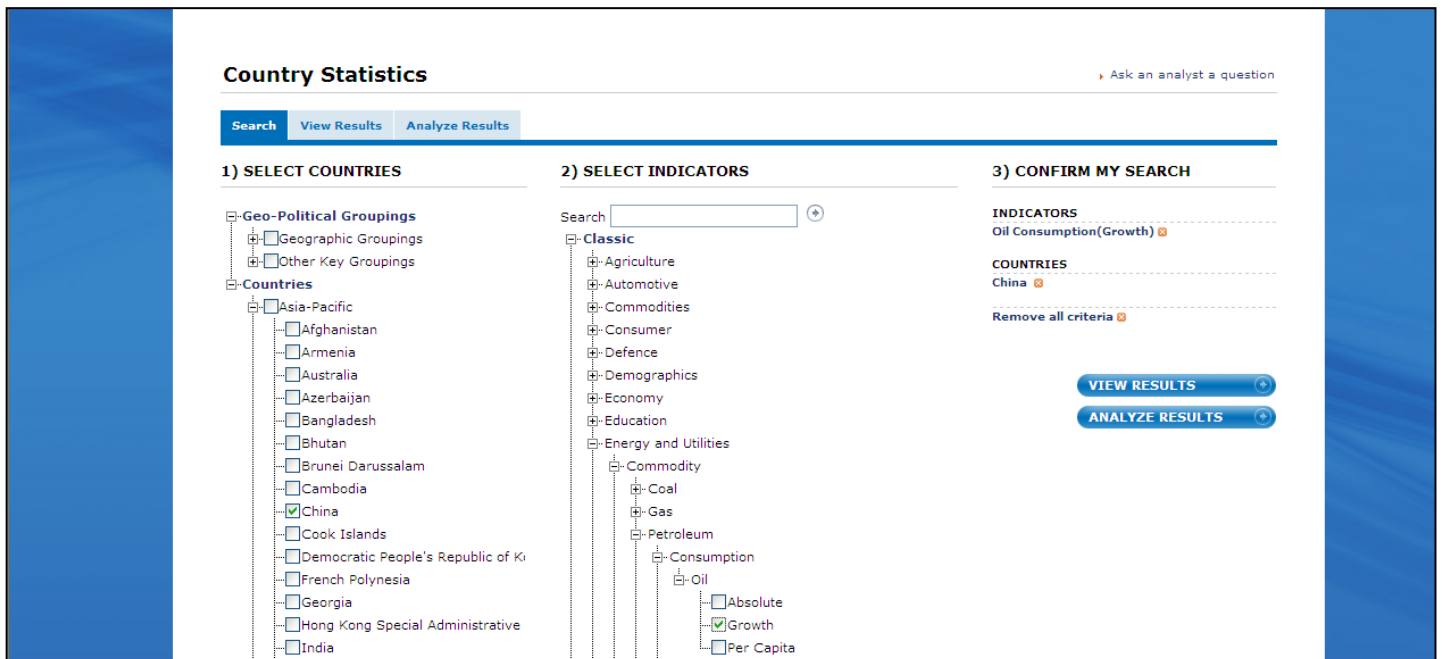 Country Statistics
Ask an analyst a question
Search View Results Analyze Results
1) SELECT COUNTRIES
Geo-Political Groupings
Geographic Groupings
Other Key Groupings
Countries
Asia-Pacific
Afghanistan
Armenia
Australia
Azerbaijan
Bangladesh
Bhutan
Brunei Darussalam
Cambodia
China
Cook Islands
Democratic People's Republic of
French Polynesia
Georgia
Hong Kong Special Administrative
India
2) SELECT INDICATORS
Search
Classic
Agriculture
Automotive
Commodities
Consumer
Defence
Demographics
Economy
Education
Energy and Utilities
Commodity
Coal
Gas
Petroleum
Consumption
Oil
Absolute
Growth
Per Capita
3) CONFIRM MY SEARCH
INDICATORS
Oil Consumption(Growth)
COUNTRIES
China
Remove all criteria
VIEW RESULTS
ANALYZE RESULTS